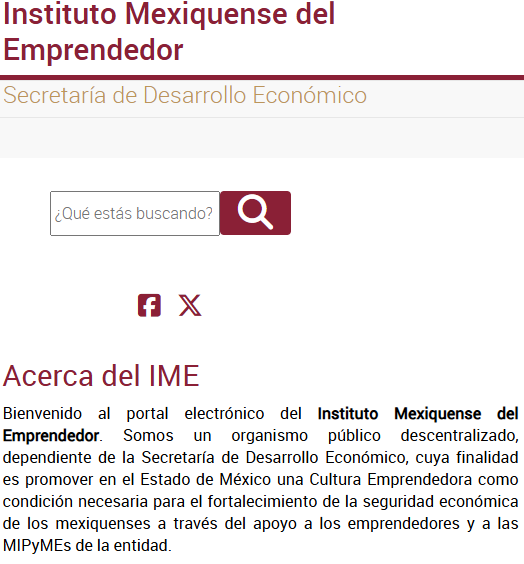 Instituto Mexiquense del
Emprendedor
Secretaría de Desarrollo Económico
¿Qué estás buscando?
Acerca del IME
Bienvenido al portal electrónico del Instituto Mexiquense del
Emprendedor. Somos un organismo público descentralizado,
dependiente de la Secretaría de Desarrollo Económico, cuya finalidad
es promover en el Estado de México una Cultura Emprendedora como
condición necesaria para el fortalecimiento de la seguridad económica
de los mexiquenses a través del apoyo a los emprendedores y a las
MIPyMEs de la entidad.